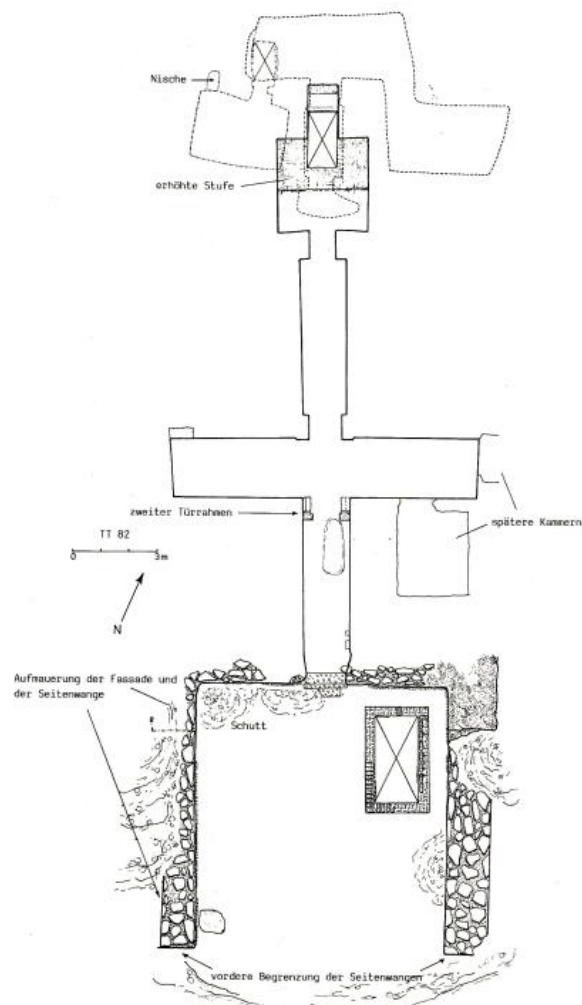 Nische
erhöhte Stufe
zweiter Türrahmen
spätere Kammern
TT 82
0 3m
N
Aufmauerung der Fassade und
der Seitenwange
Schutt
vordere Begrenzung der Seitenwangen